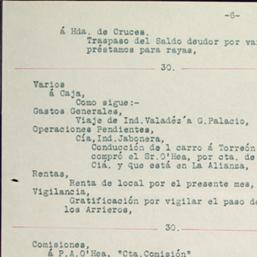 -6-
á Hda. de Cruces.
Traspaso del Saldo deudor por
préstamos para rayas,
30.
Varios
á Caja,
Como sigue:-
Gastos Generales,
Viaje de Ind.Valadéz á G.Palacio,
Operaciones Pendientes,
Cía,Ind.Jabonera,
Conducción de 1 carro á Torreón
compró el Sr.O'Hea, por cta. de
Cia. y que está en La Alianza,
Rentas,
Renta de local por el presente mes,
Vigilancia,
Gratificación por vigilar el paso de
los Arrieros,
30.
Comisiones,
á P.A.O'Hea, "Cta.Comisión"